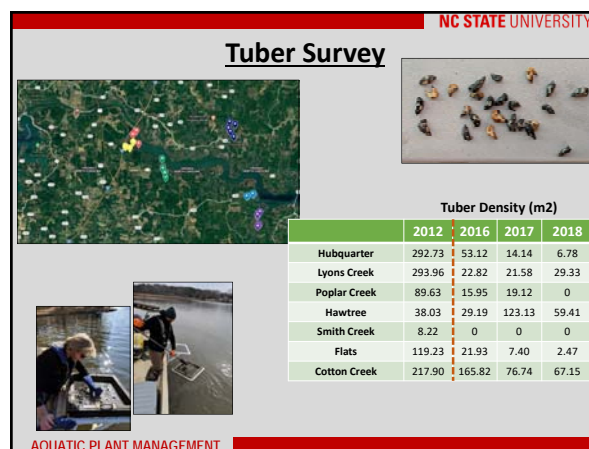 NC STATE UNIVERSITY
Tuber Survey
Tuber Density (m2)
2012 2016 2017 2018
Hubquarter 292.73 53.12 14.14 6.78
Lyons Creek 293.96 22.82 21.58 29.33
Poplar Creek 89.63 15.95 19.12 0
Hawtree 38.03 29.19 123.13 59.41
Smith Creek 8.22 0 0 0
Flats 119.23 21.93 7.40 2.47
Cotton Creek 217.90 165.82 76.74 67.15
AQUATIC PLANT MANAGEMENT